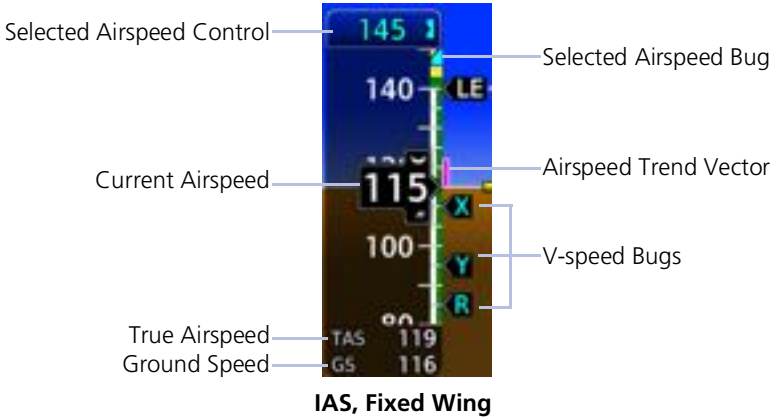 Selected Airspeed Control
145
Selected Airspeed Bug
140
LE
Airspeed Trend Vector
Current Airspeed
115
X
100
V-speed Bugs
Y
R
80
True Airspeed
TAS 119
Ground Speed
GS 116
IAS, Fixed Wing